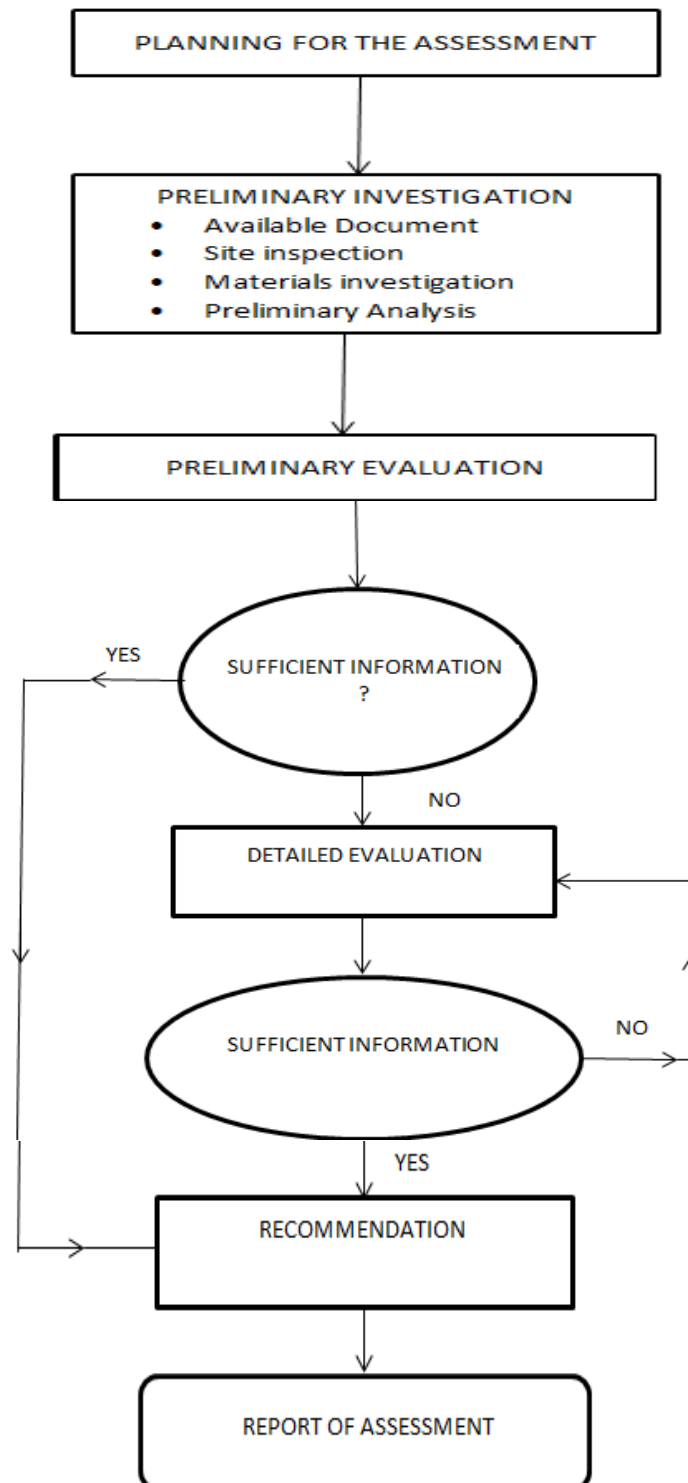 PLANNING FOR THE ASSESSMENT
PRELIMINARY INVESTIGATION
• Available Document
• Site inspection
• Materials investigation
• Preliminary Analysis
PRELIMINARY EVALUATION
YES
SUFFICIENT INFORMATION
?
NO
DETAILED EVALUATION
SUFFICIENT INFORMATION
NO
YES
RECOMMENDATION
REPORT OF ASSESSMENT